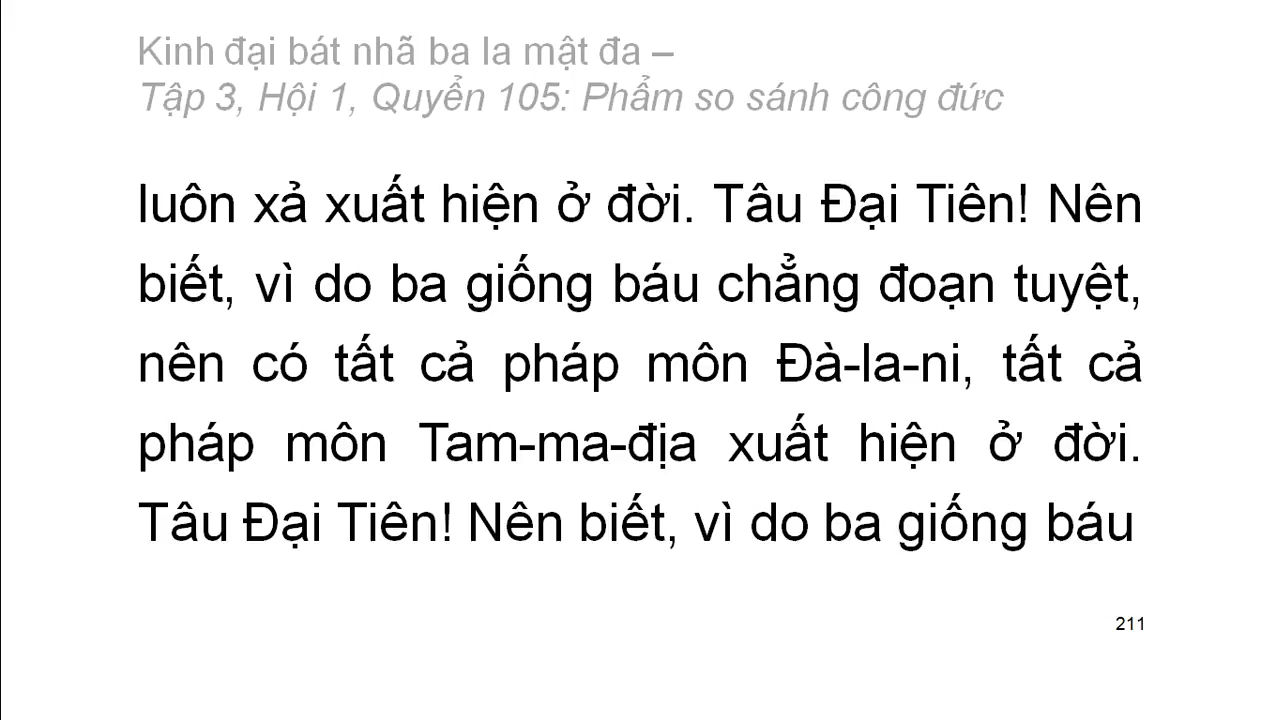 Kinh đại bát nhã ba la mật đa –
Tập 3, Hội 1, Quyển 105: Phẩm so sánh công đức
luôn xả xuất hiện ở đời. Tâu Đại Tiên! Nên
biết, vì do ba giống báu chẳng đoạn tuyệt,
nên có tất cả pháp môn Đà-la-ni, tất cả
pháp môn Tam-ma-địa xuất hiện ở đời.
Tâu Đại Tiên! Nên biết, vì do ba giống báu
211